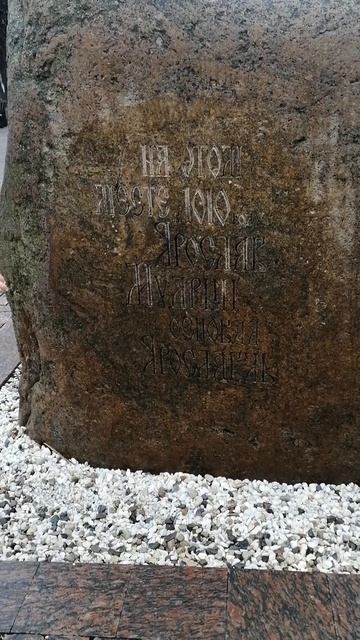 НА ЭТОМ
МЕСТЕ 1010
ЯРОСЛАВ
МУДРЫЙ
ОСНОВАЛ
ЯРОСЛАВЛЬ